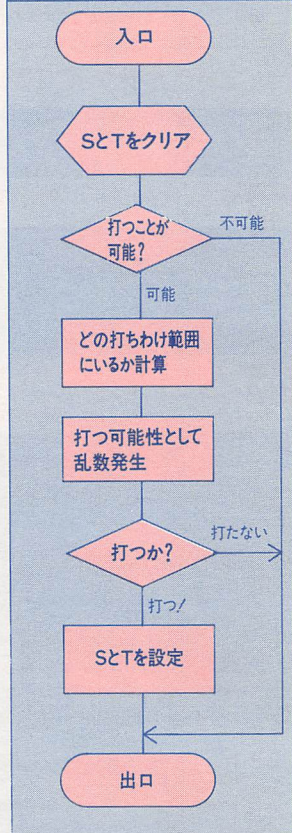 入口
SとTをクリア
打つことが
可能?
不可能
可能
どの打ちわけ範囲
にいるか計算
打つ可能性として
乱数発生
打つか?
打たない
打つ!
SとTを設定
出口